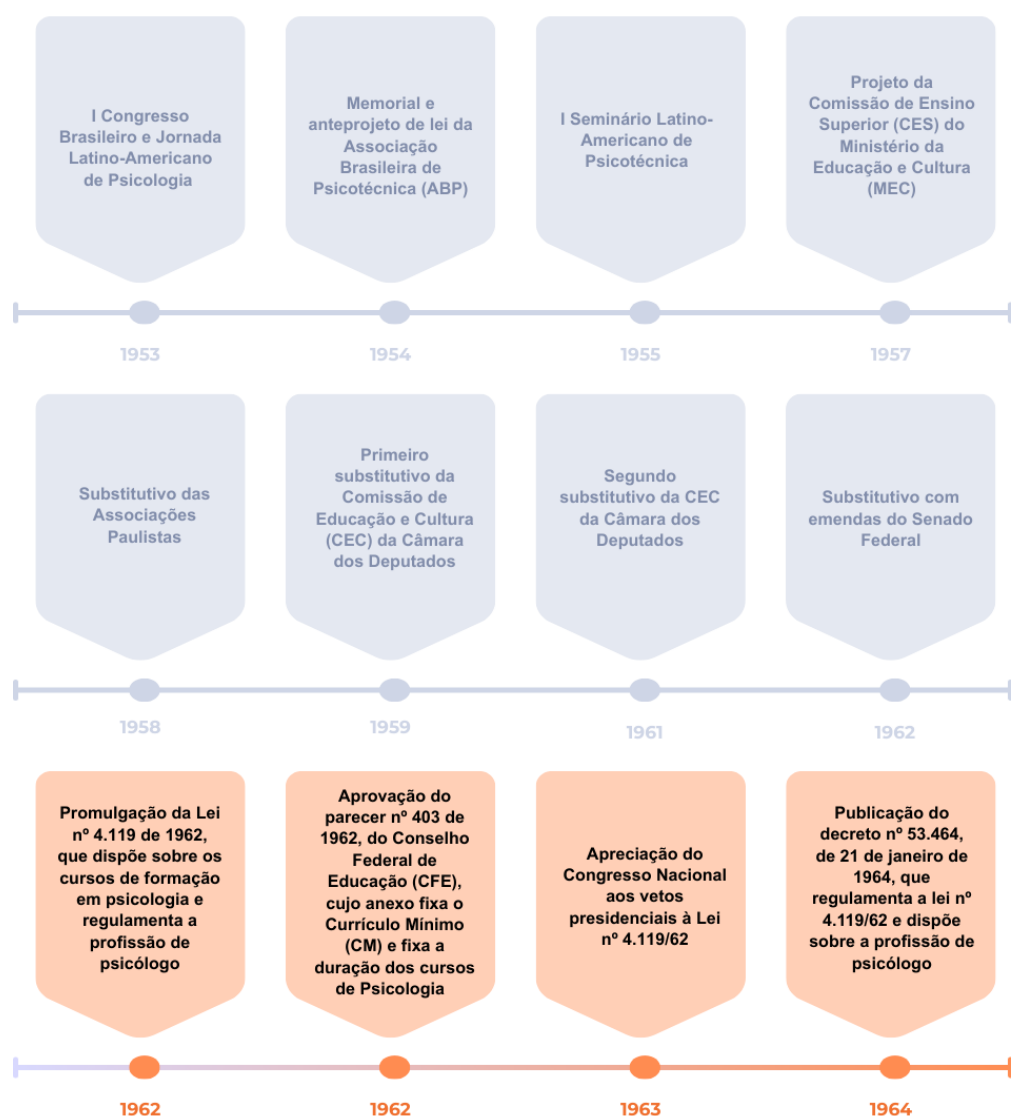 I Congresso
Brasileiro e Jornada
Latino-Americano
de Psicologia
Memorial e
anteprojeto de lei da
Associação
Brasileira de
Psicotécnica (ABP)
I Seminário Latino-
Americano de
Psicotécnica
Projeto da
Comissão de Ensino
Superior (CES) do
Ministério da
Educação e Cultura
(MEC)
1953
1954
1955
1957
Substitutivo das
Associações
Paulistas
Primeiro
substitutivo da
Comissão de
Educação e Cultura
(CEC) da Câmara
dos Deputados
Segundo
substitutivo da CEC
da Câmara dos
Deputados
Substitutivo com
emendas do Senado
Federal
1958
1959
1961
1962
Promulgação da Lei
nº 4.119 de 1962,
que dispõe sobre os
cursos de formação
em psicologia e
regulamenta a
profissão de
psicólogo
Aprovação do
parecer nº 403 de
1962, do Conselho
Federal de
Educação (CFE),
cujo anexo fixa o
Currículo Mínimo
(CM) e fixa a
duração dos cursos
de Psicologia
Apreciação do
Congresso Nacional
aos vetos
presidenciais à Lei
nº 4.119/62
Publicação do
decreto nº 53.464,
de 21 de janeiro de
1964, que
regulamenta a lei nº
4.119/62 e dispõe
sobre a profissão de
psicólogo
1962
1962
1963
1964